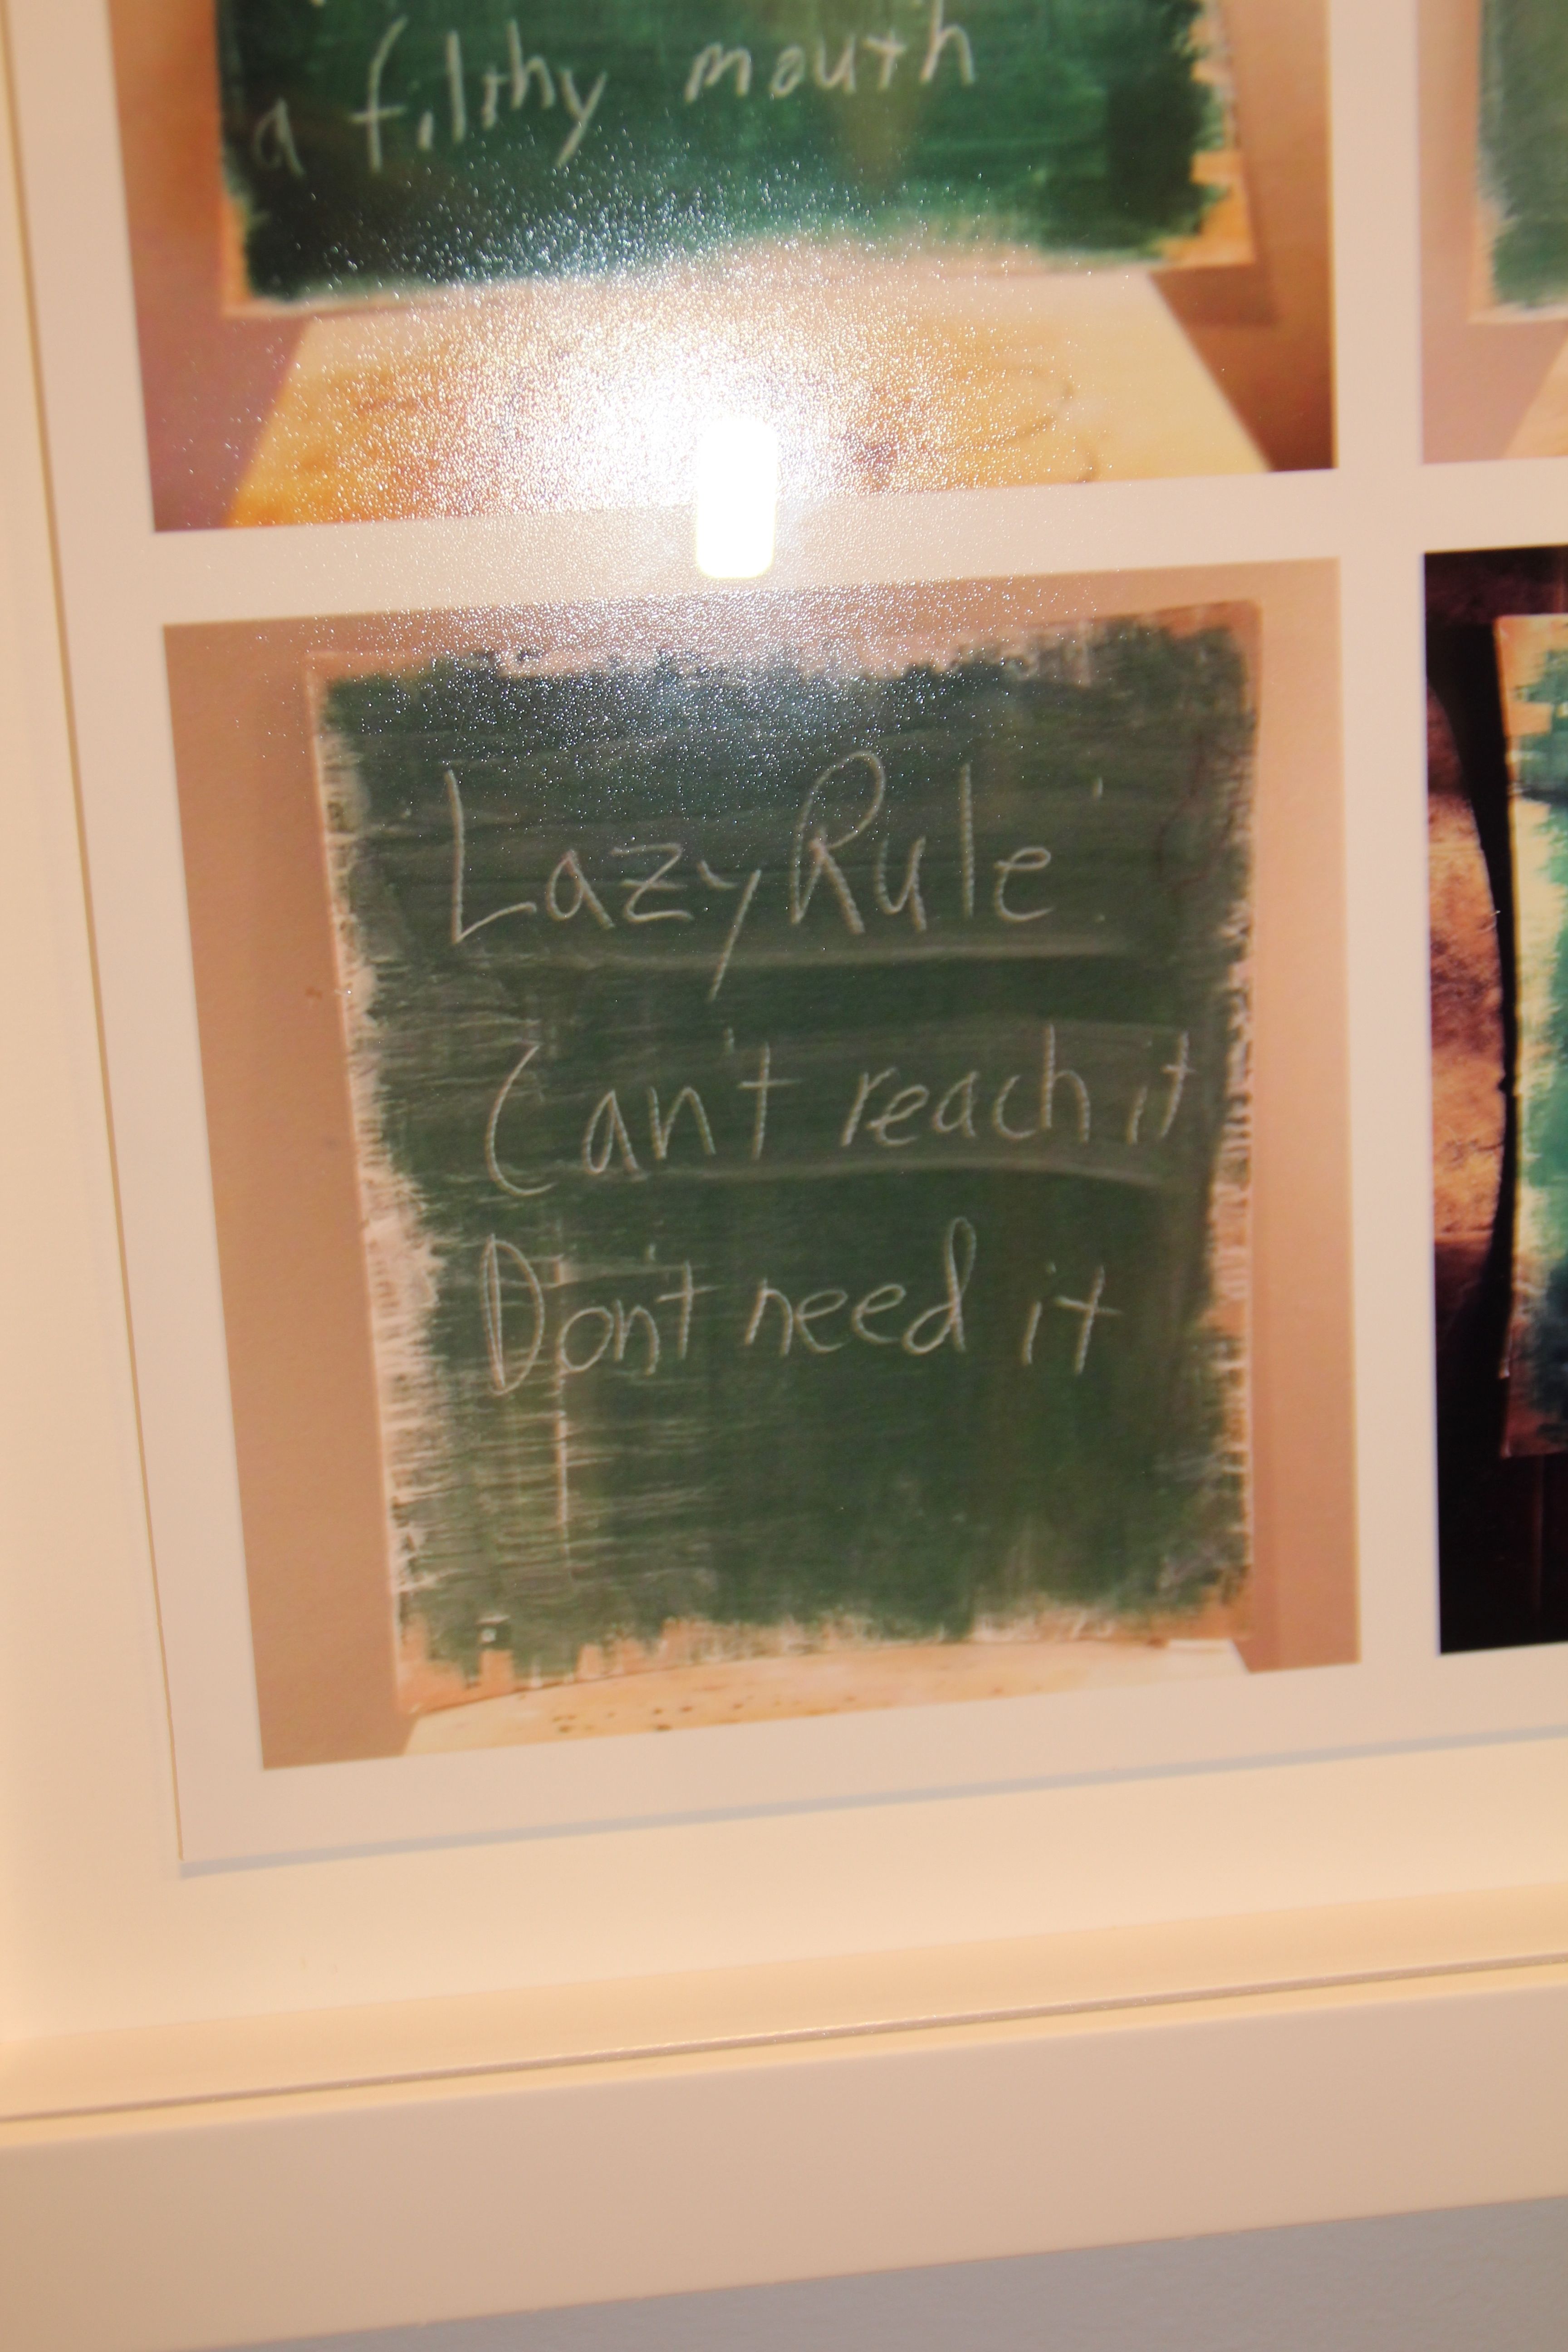 a filthy mouth
Lazy Rule:
Can't reach it
Don't need it